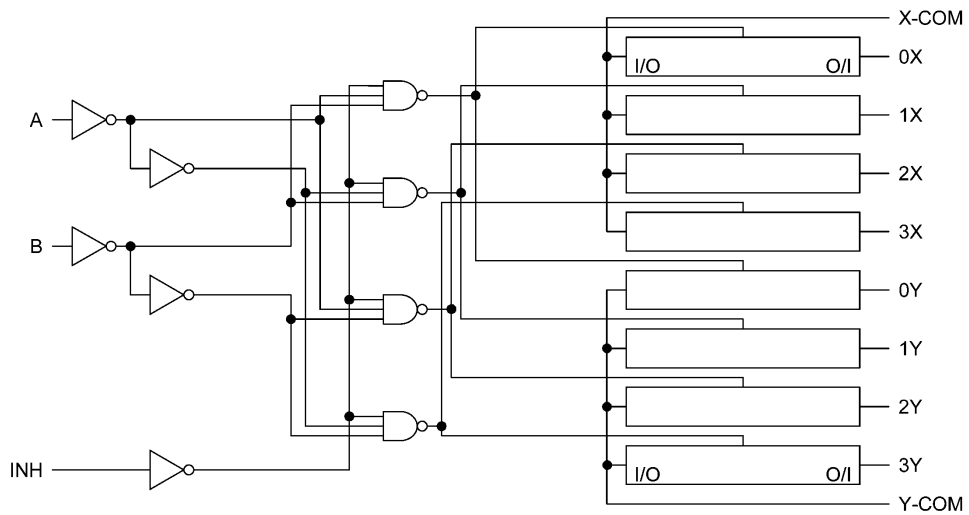 X-COM
I/O O/I 0X
A
1X
2X
B
3X
0Y
1Y
2Y
INH
I/O O/I 3Y
Y-COM